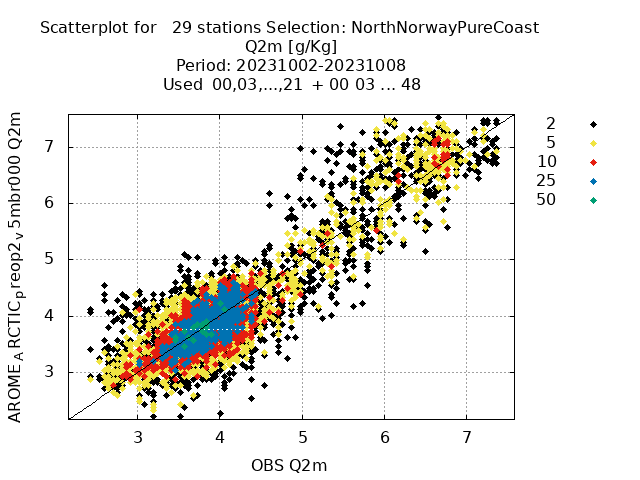 Scatterplot for 29 stations Selection: NorthNorwayPureCoast
Q2m [g/Kg]
Period: 20231002-20231008
Used 00,03,...,21 + 00 03 ... 48
AROME_ARCTIC_preop2_v_5mbr000 Q2m
7
6
5
4
3
3 4 5 6 7
OBS Q2m
2
5
10
25
50